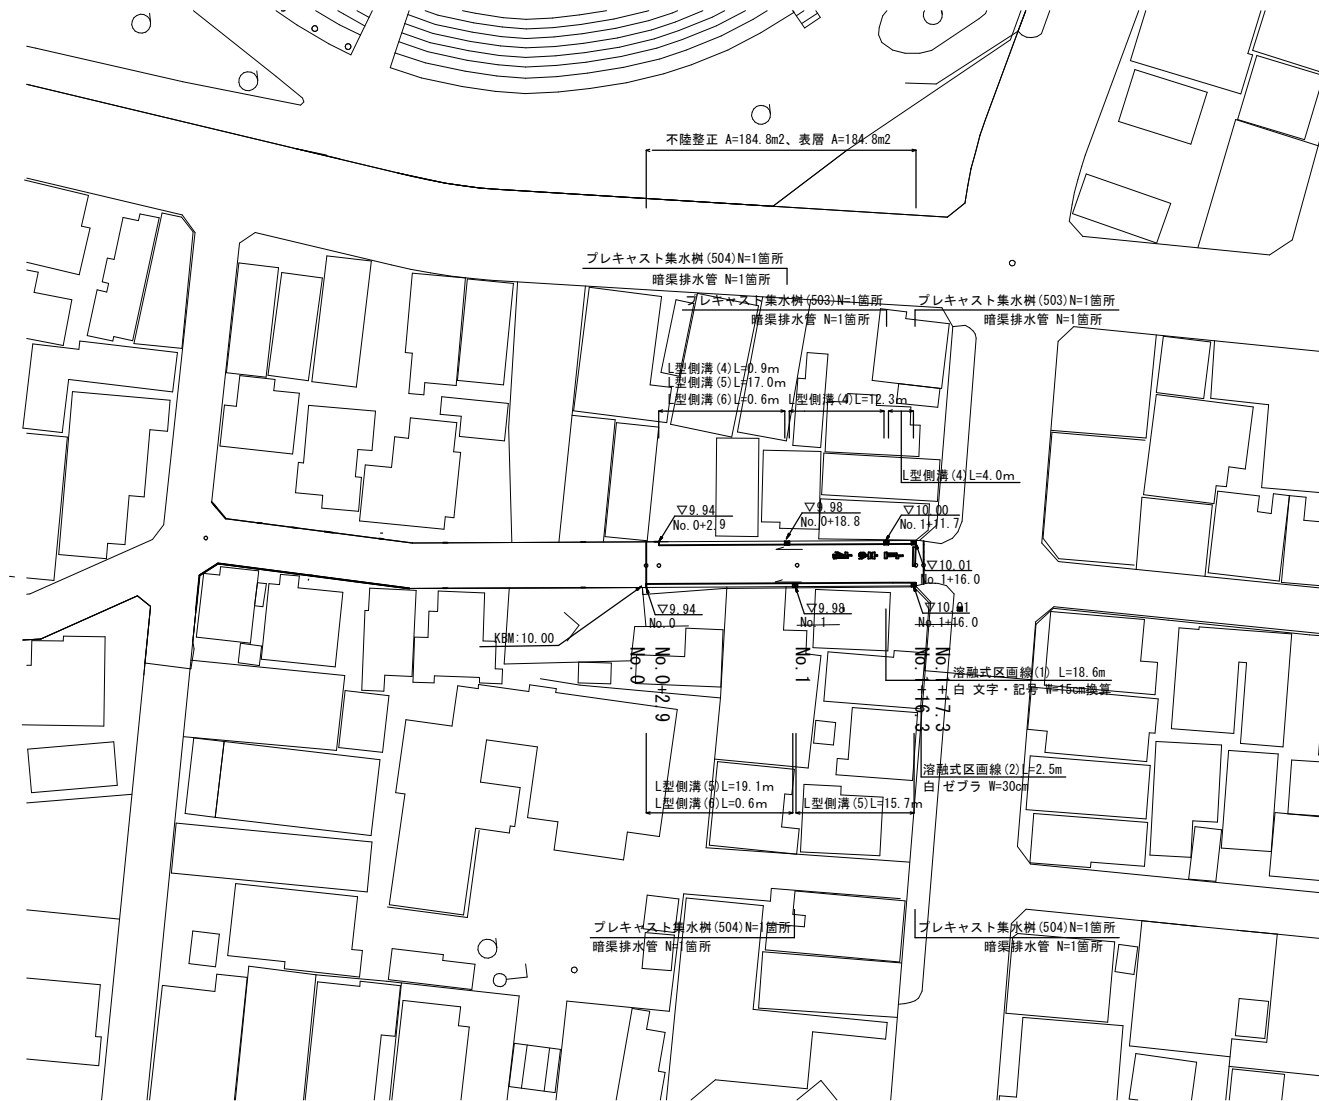 不陸整正 A=184.8m2、表層 A=184.8m2
プレキャスト集水桝(504)N=1箇所
暗渠排水管 N=1箇所
プレキャスト集水桝(503)N=1箇所
暗渠排水管 N=1箇所
プレキャスト集水桝(503)N=1箇所
暗渠排水管 N=1箇所
L型側溝(4)L=0.9m
L型側溝(5)L=17.0m
L型側溝(6)L=0.6m
L型側溝(4)L=12.3m
L型側溝(4)L=4.0m
▽9.94
No.0+2.9
▽9.98
No.0+18.8
▽10.00
No.1+11.7
▽10.01
No.1+16.0
▽9.94
No.0
▽9.98
No.1
▽10.01
No.1+16.0
KBM:10.00
No.0
No.0+2.9
No.1
No.1+16.3
No.1+17.3
溶融式区画線(1) L=18.6m
白 文字・記号 W=15cm換算
溶融式区画線(2)L=2.5m
白 ゼブラ W=30cm
L型側溝(5)L=19.1m
L型側溝(6)L=0.6m
L型側溝(5)L=15.7m
プレキャスト集水桝(504)N=1箇所
暗渠排水管 N=1箇所
プレキャスト集水桝(504)N=1箇所
暗渠排水管 N=1箇所